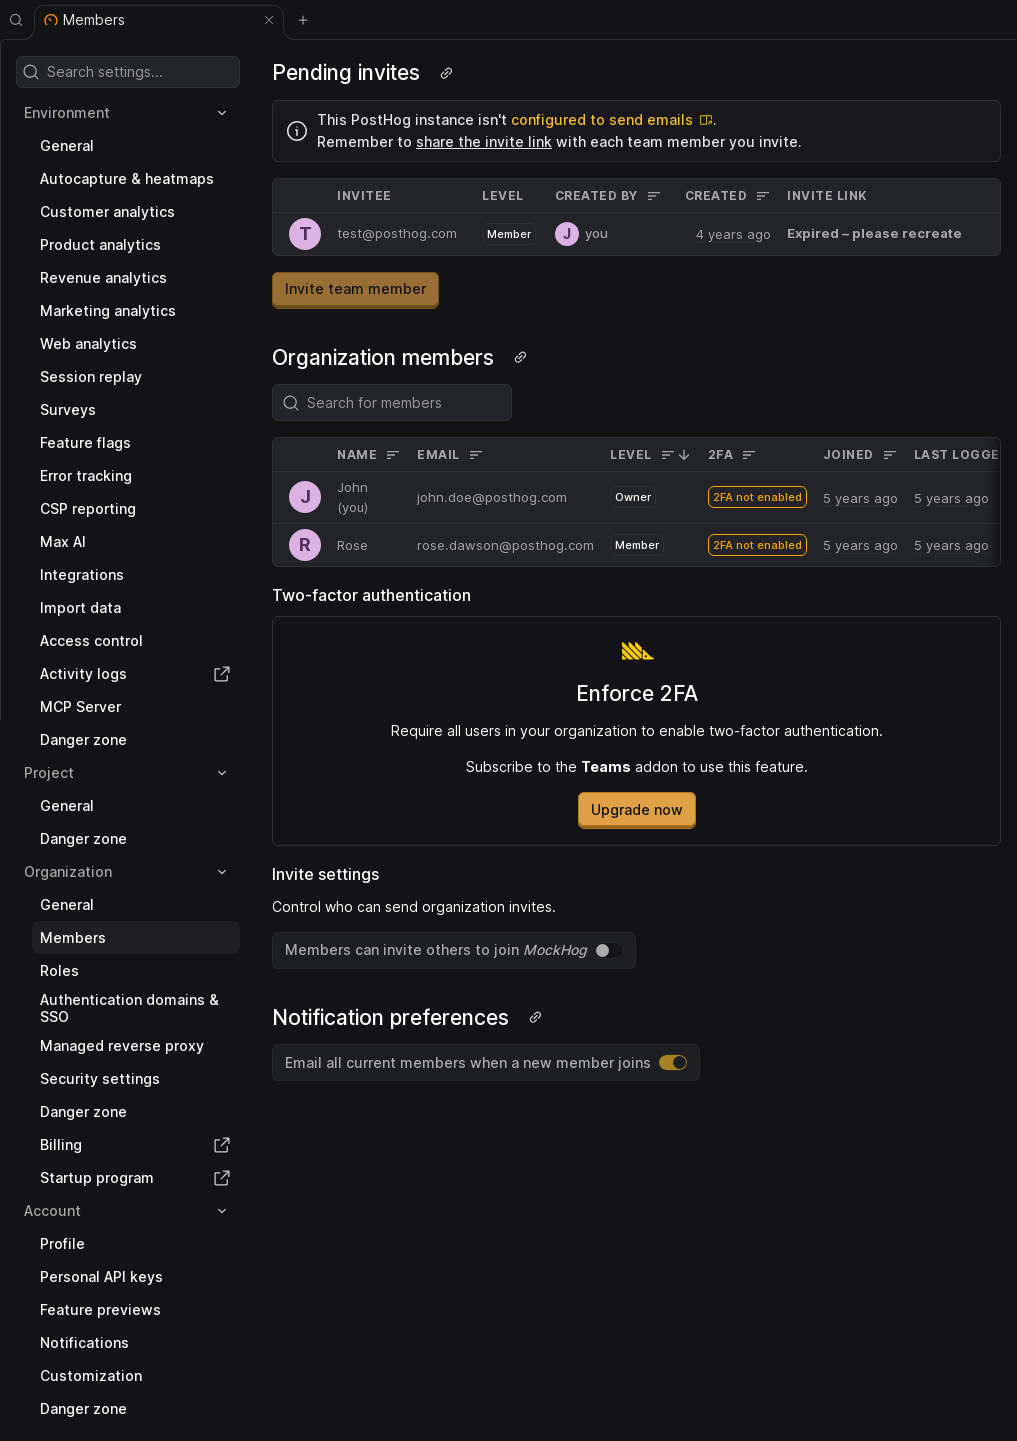 Members
Search settings...
Environment
General
Autocapture & heatmaps
Customer analytics
Product analytics
Revenue analytics
Marketing analytics
Web analytics
Session replay
Surveys
Feature flags
Error tracking
CSP reporting
Max AI
Integrations
Import data
Access control
Activity logs
MCP Server
Danger zone
Project
General
Danger zone
Organization
General
Members
Roles
Authentication domains &
SSO
Managed reverse proxy
Security settings
Danger zone
Billing
Startup program
Account
Profile
Personal API keys
Feature previews
Notifications
Customization
Danger zone
Pending invites
This PostHog instance isn't configured to send emails .
Remember to share the invite link with each team member you invite.
INVITEE LEVEL CREATED BY CREATED INVITE LINK
T test@posthog.com Member J you 4 years ago Expired – please recreate
Invite team member
Organization members
Search for members
NAME EMAIL LEVEL 2FA JOINED LAST LOGGE
J John (you) john.doe@posthog.com Owner 2FA not enabled 5 years ago 5 years ago
R Rose rose.dawson@posthog.com Member 2FA not enabled 5 years ago 5 years ago
Two-factor authentication
Enforce 2FA
Require all users in your organization to enable two-factor authentication.
Subscribe to the Teams addon to use this feature.
Upgrade now
Invite settings
Control who can send organization invites.
Members can invite others to join MockHog
Notification preferences
Email all current members when a new member joins